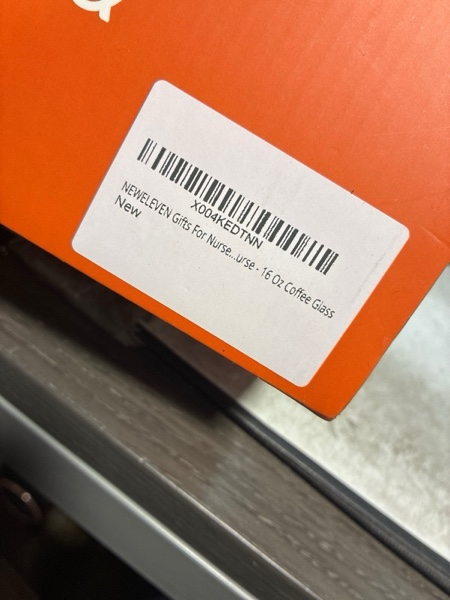 X004KEDTNN
NEWELEVEN Gifts For Nurse...urse - 16 Oz Coffee Glass
New